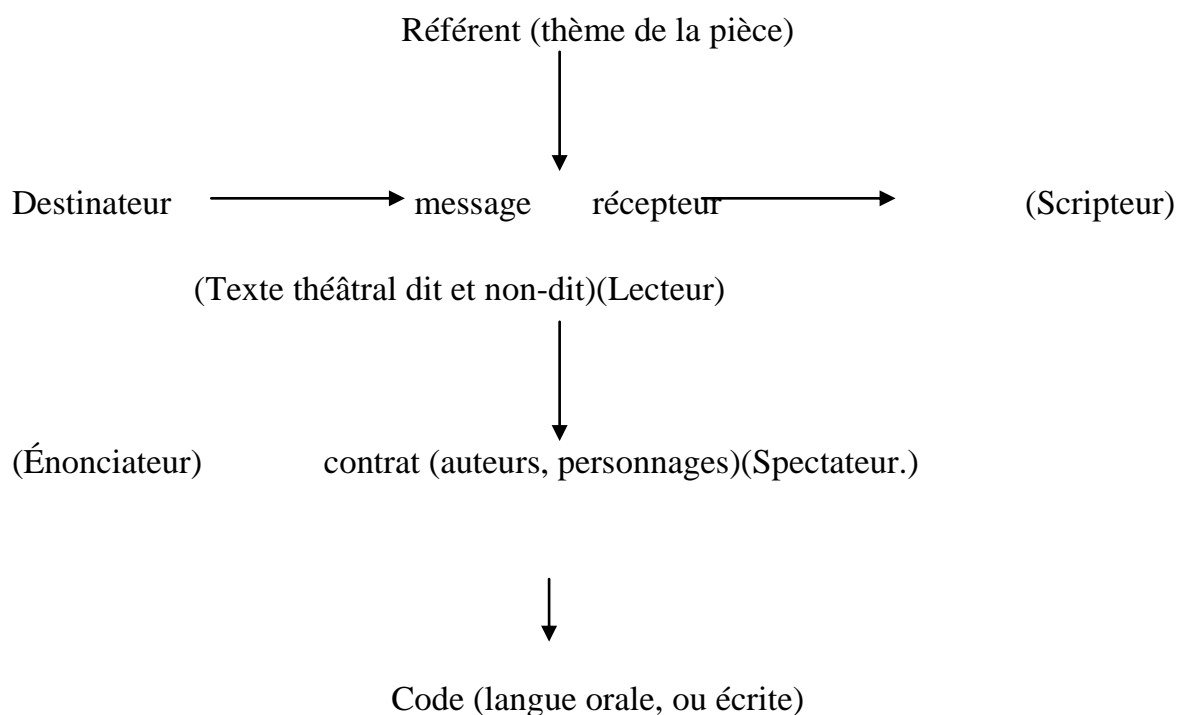 Référent (thème de la pièce)
Destinateur message récepteur (Scripteur)
(Texte théâtral dit et non-dit)(Lecteur)
(Énonciateur) contrat (auteurs, personnages)(Spectateur.)
Code (langue orale, ou écrite)